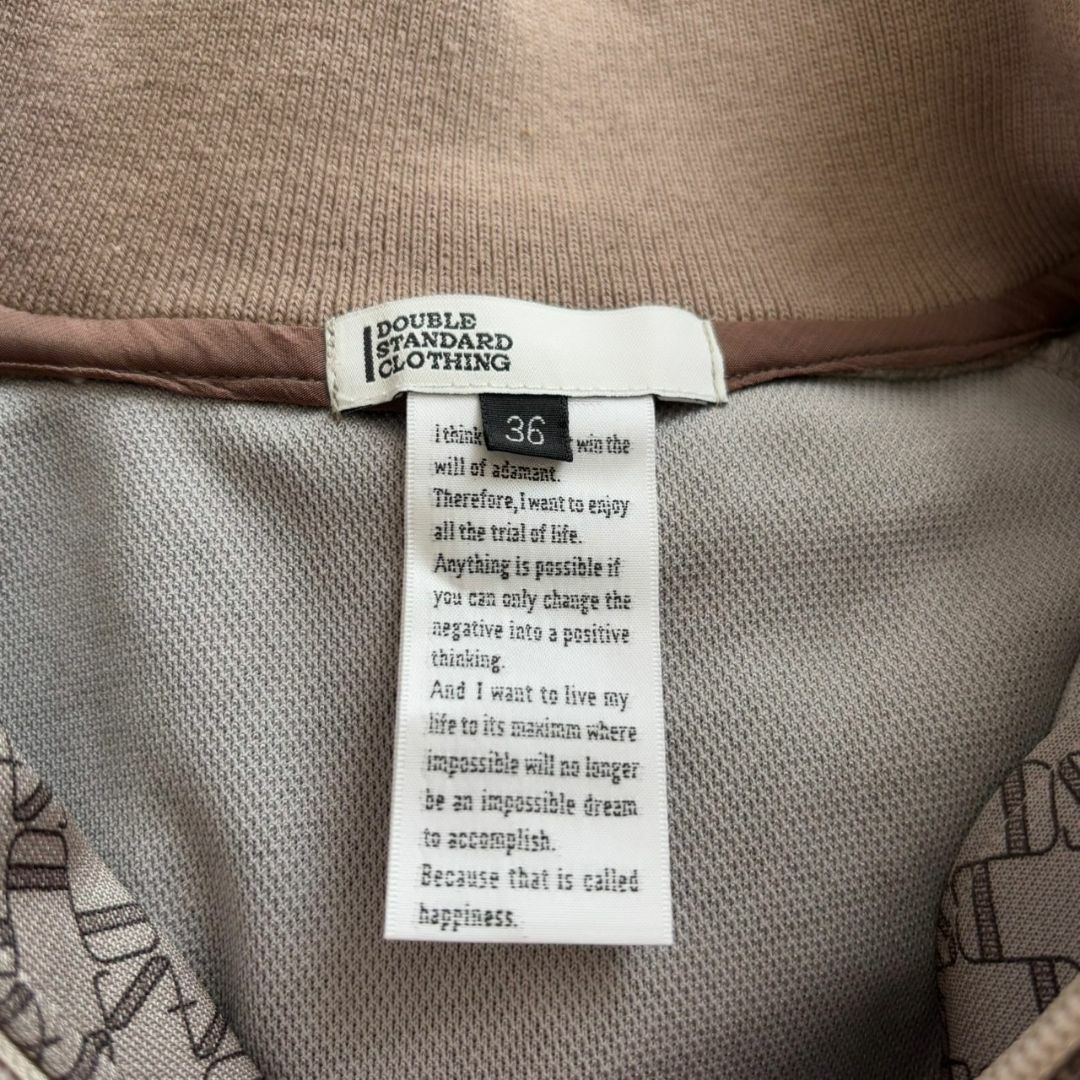 DOUBLE
STANDARD
CLOTHING
36
I think win the
will of adamant.
Therefore, I want to enjoy
all the trial of life.
Anything is possible if
you can only change the
negative into a positive
thinking.
And I want to live my
life to its maximm where
impossible will no longer
be an impossible dream
to accomplish.
Because that is called
happiness.
DS+
DS